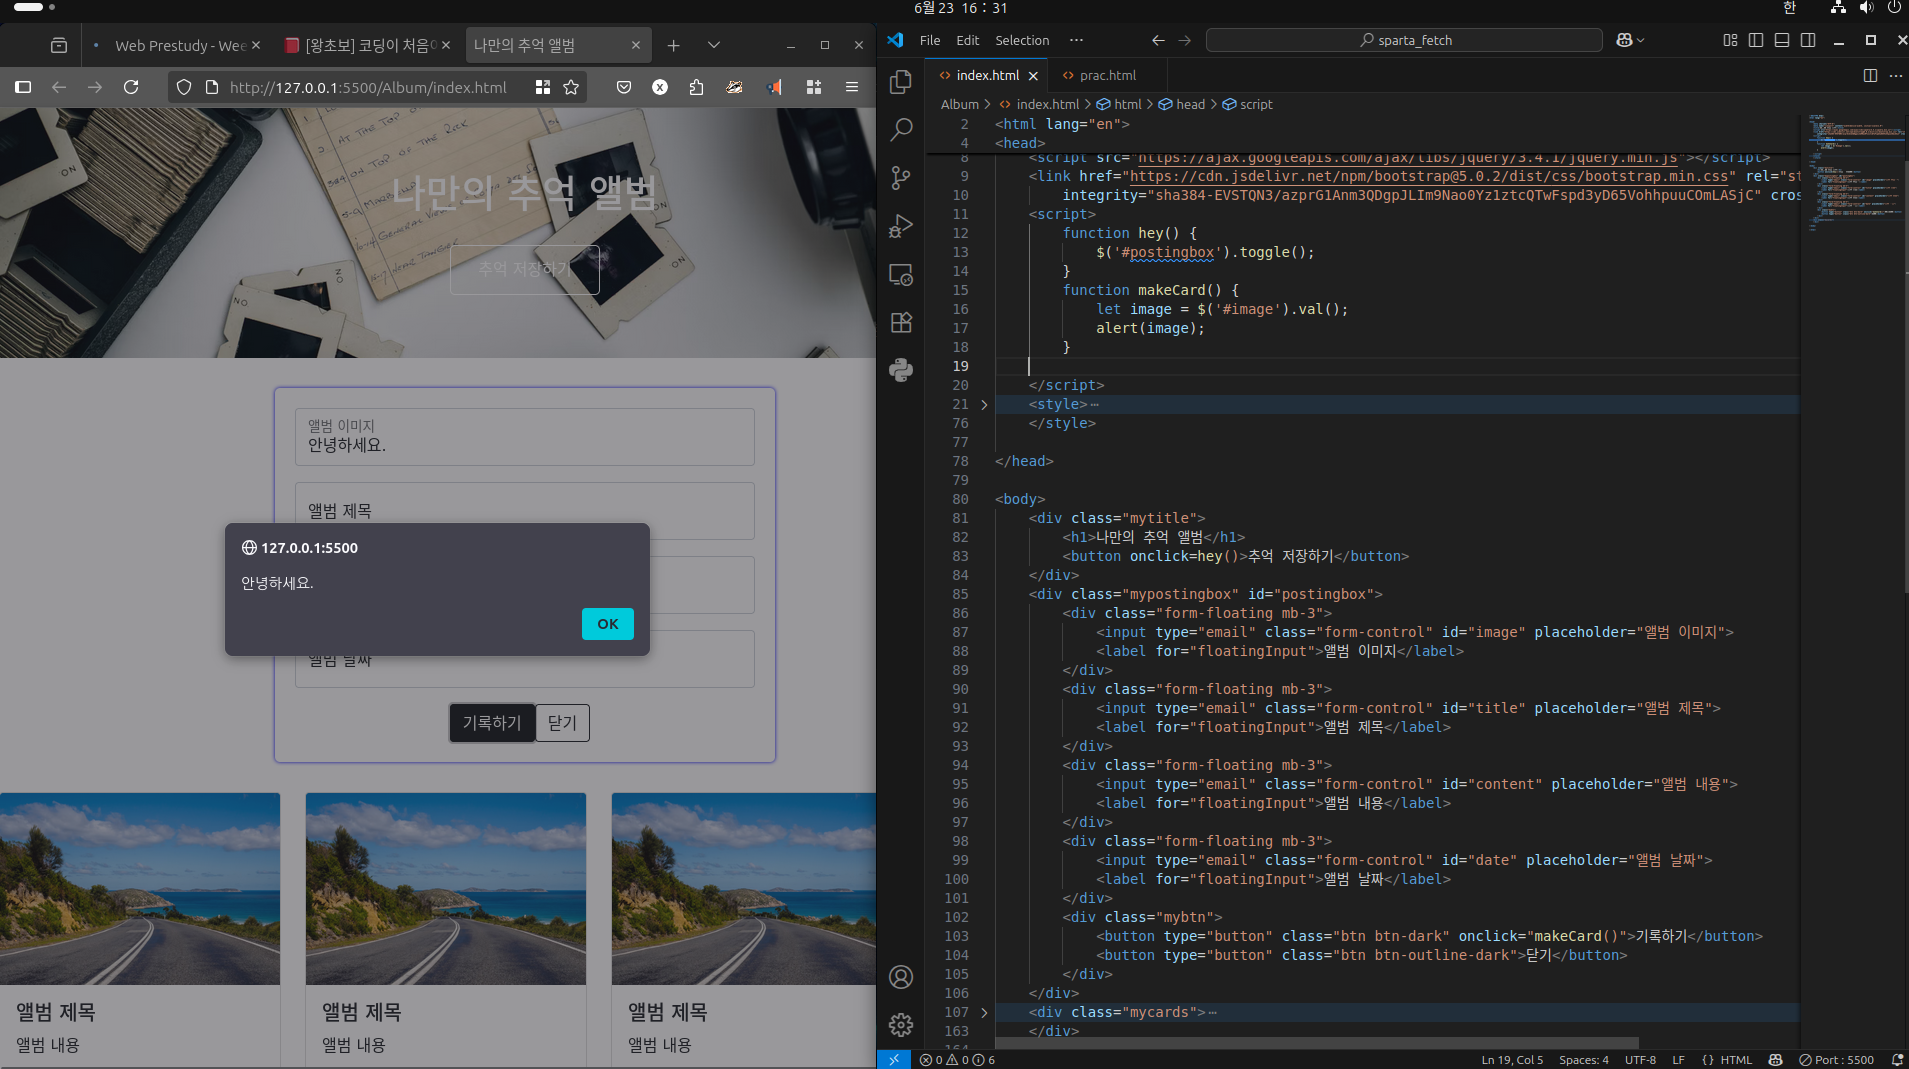 6월 23 16 : 31
한
Web Prestudy - Wee
[왕초보] 코딩이 처음
나만의 추억 앨범
http://127.0.0.1:5500/Album/index.html
나만의 추억 앨범
추억 저장하기
앨범 이미지
안녕하세요.
앨범 제목
127.0.0.1:5500
안녕하세요.
OK
앨범 날짜
기록하기
닫기
앨범 제목
앨범 내용
앨범 제목
앨범 내용
앨범 제목
앨범 내용
File Edit Selection ···
sparta_fetch
index.html
prac.html
Album > index.html > html > head > script
2 <html lang="en">
4 <head>
8 <script src="https://ajax.googleapis.com/ajax/libs/jquery/3.4.1/jquery.min.js"></script>
9 <link href="https://cdn.jsdelivr.net/npm/bootstrap@5.0.2/dist/css/bootstrap.min.css" rel="st
10 integrity="sha384-EVSTQN3/azprG1Anm3QDgpJLIm9Nao0Yz1ztcQTwFspd3yD65VohhpuuCOmLASjC" cros
11 <script>
12 function hey() {
13 $('#postingbox').toggle();
14 }
15 function makeCard() {
16 let image = $('#image').val();
17 alert(image);
18 }
19
20 </script>
21 <style>···
76 </style>
77
78 </head>
79
80 <body>
81 <div class="mytitle">
82 <h1>나만의 추억 앨범</h1>
83 <button onclick=hey()>추억 저장하기</button>
84 </div>
85 <div class="mypostingbox" id="postingbox">
86 <div class="form-floating mb-3">
87 <input type="email" class="form-control" id="image" placeholder="앨범 이미지">
88 <label for="floatingInput">앨범 이미지</label>
89 </div>
90 <div class="form-floating mb-3">
91 <input type="email" class="form-control" id="title" placeholder="앨범 제목">
92 <label for="floatingInput">앨범 제목</label>
93 </div>
94 <div class="form-floating mb-3">
95 <input type="email" class="form-control" id="content" placeholder="앨범 내용">
96 <label for="floatingInput">앨범 내용</label>
97 </div>
98 <div class="form-floating mb-3">
99 <input type="email" class="form-control" id="date" placeholder="앨범 날짜">
100 <label for="floatingInput">앨범 날짜</label>
101 </div>
102 <div class="mybtn">
103 <button type="button" class="btn btn-dark" onclick="makeCard()">기록하기</button>
104 <button type="button" class="btn btn-outline-dark">닫기</button>
105 </div>
106 </div>
107 <div class="mycards">···
163 </div>
164
0 0 6
Ln 19, Col 5 Spaces: 4 UTF-8 LF {} HTML Port : 5500